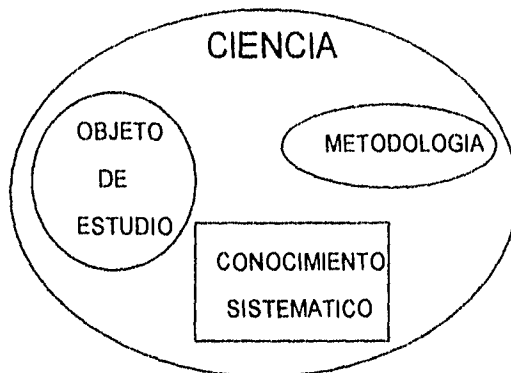 CIENCIA
OBJETO
DE
ESTUDIO
METODOLOGIA
CONOCIMIENTO
SISTEMATICO